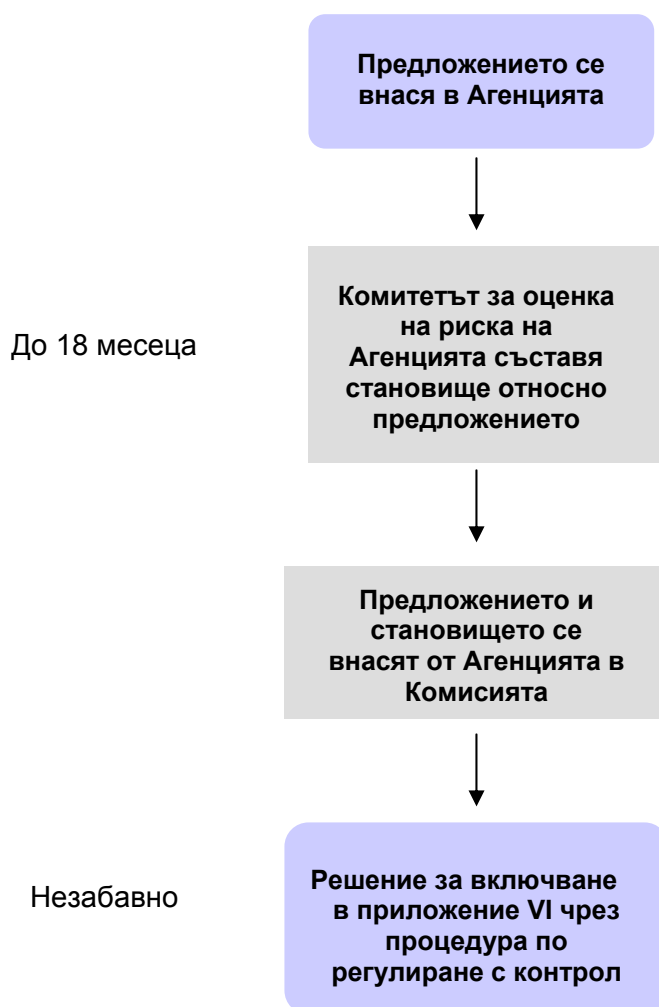 Предложението се
внася в Агенцията
До 18 месеца
Комитетът за оценка
на риска на
Агенцията съставя
становище относно
предложението
Предложението и
становището се
внасят от Агенцията в
Комисията
Незабавно
Решение за включване
в приложение VI чрез
процедура по
регулиране с контрол